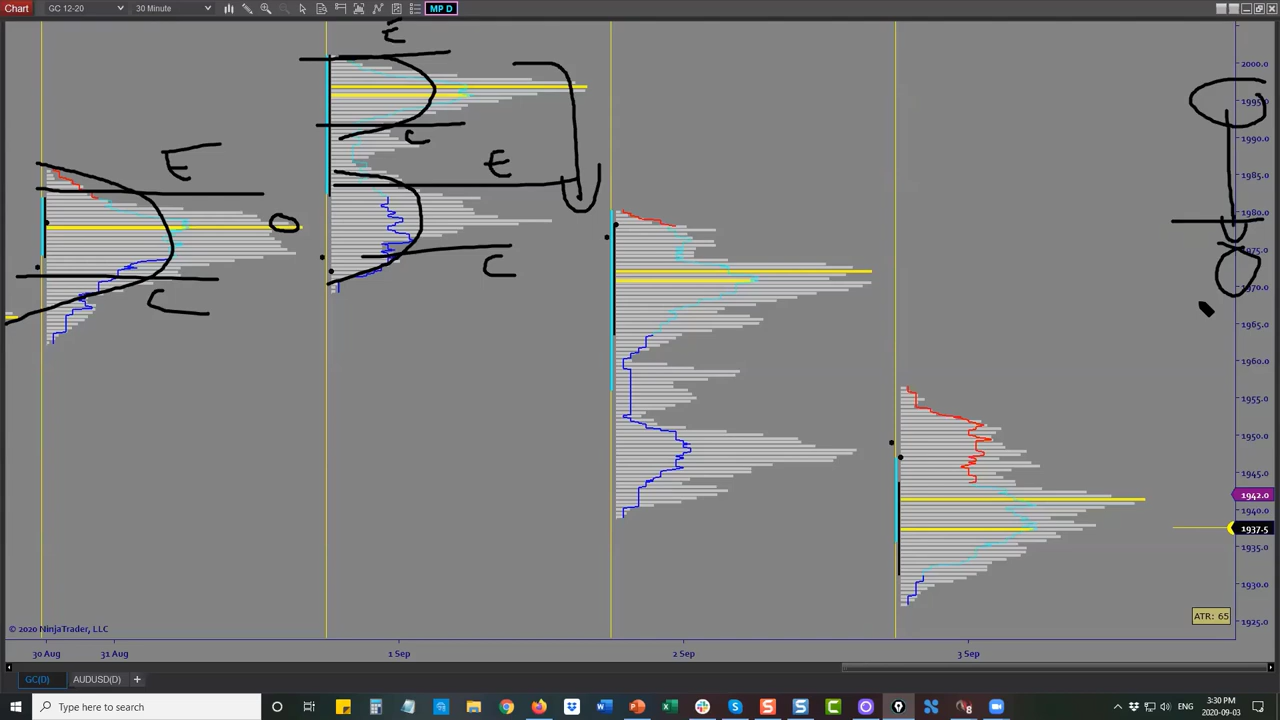 Chart GC 12-20 30 Minute MP D
E
E
C
E
C
C
2000.0
1995.0
1990.0
1985.0
1980.0
1975.0
1970.0
1965.0
1960.0
1955.0
1950.0
1945.0
1942.0
1940.0
1937.5
1935.0
1930.0
1925.0
ATR: 65
© 2020 NinjaTrader, LLC
30 Aug 31 Aug 1 Sep 2 Sep 3 Sep
GC(D) AUDUSD(D) +
Type here to search
ENG
3:30 PM
2020-09-03